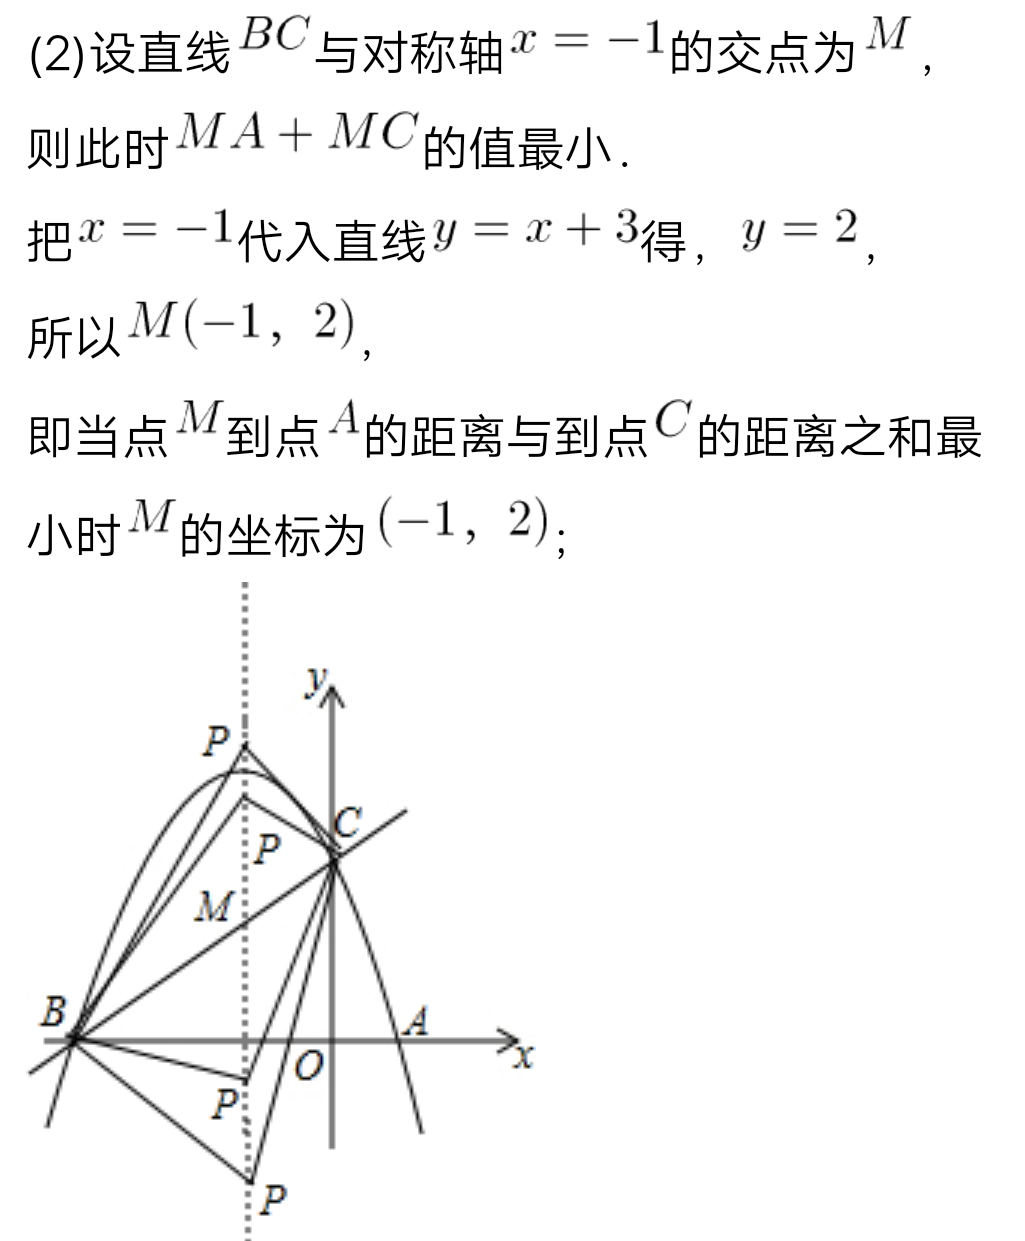 (2)设直线BC与对称轴x = −1的交点为M，
则此时MA + MC的值最小．
把x = −1代入直线y = x + 3得，y = 2，
所以M(−1，2)，
即当点M到点A的距离与到点C的距离之和最
小时M的坐标为(−1，2)；
y
P
C
P
M
B
A
O
x
P
P